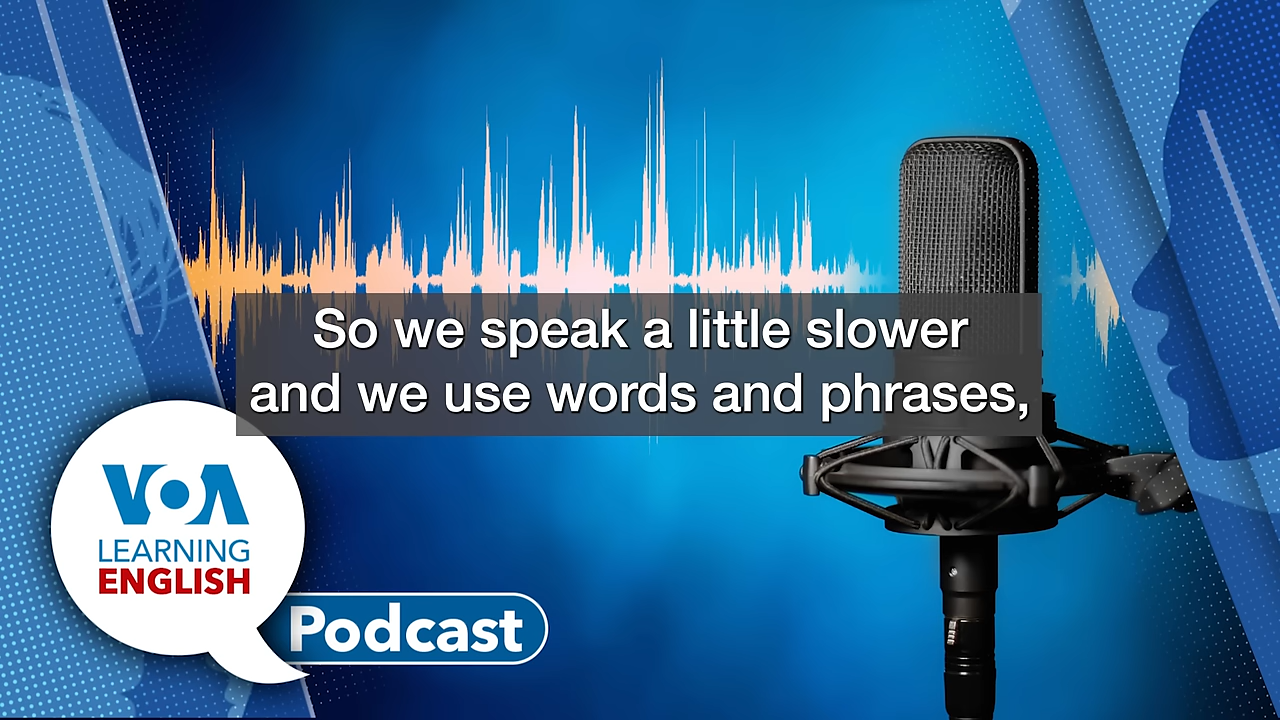 So we speak a little slower
and we use words and phrases,
VOA
LEARNING
ENGLISH
Podcast